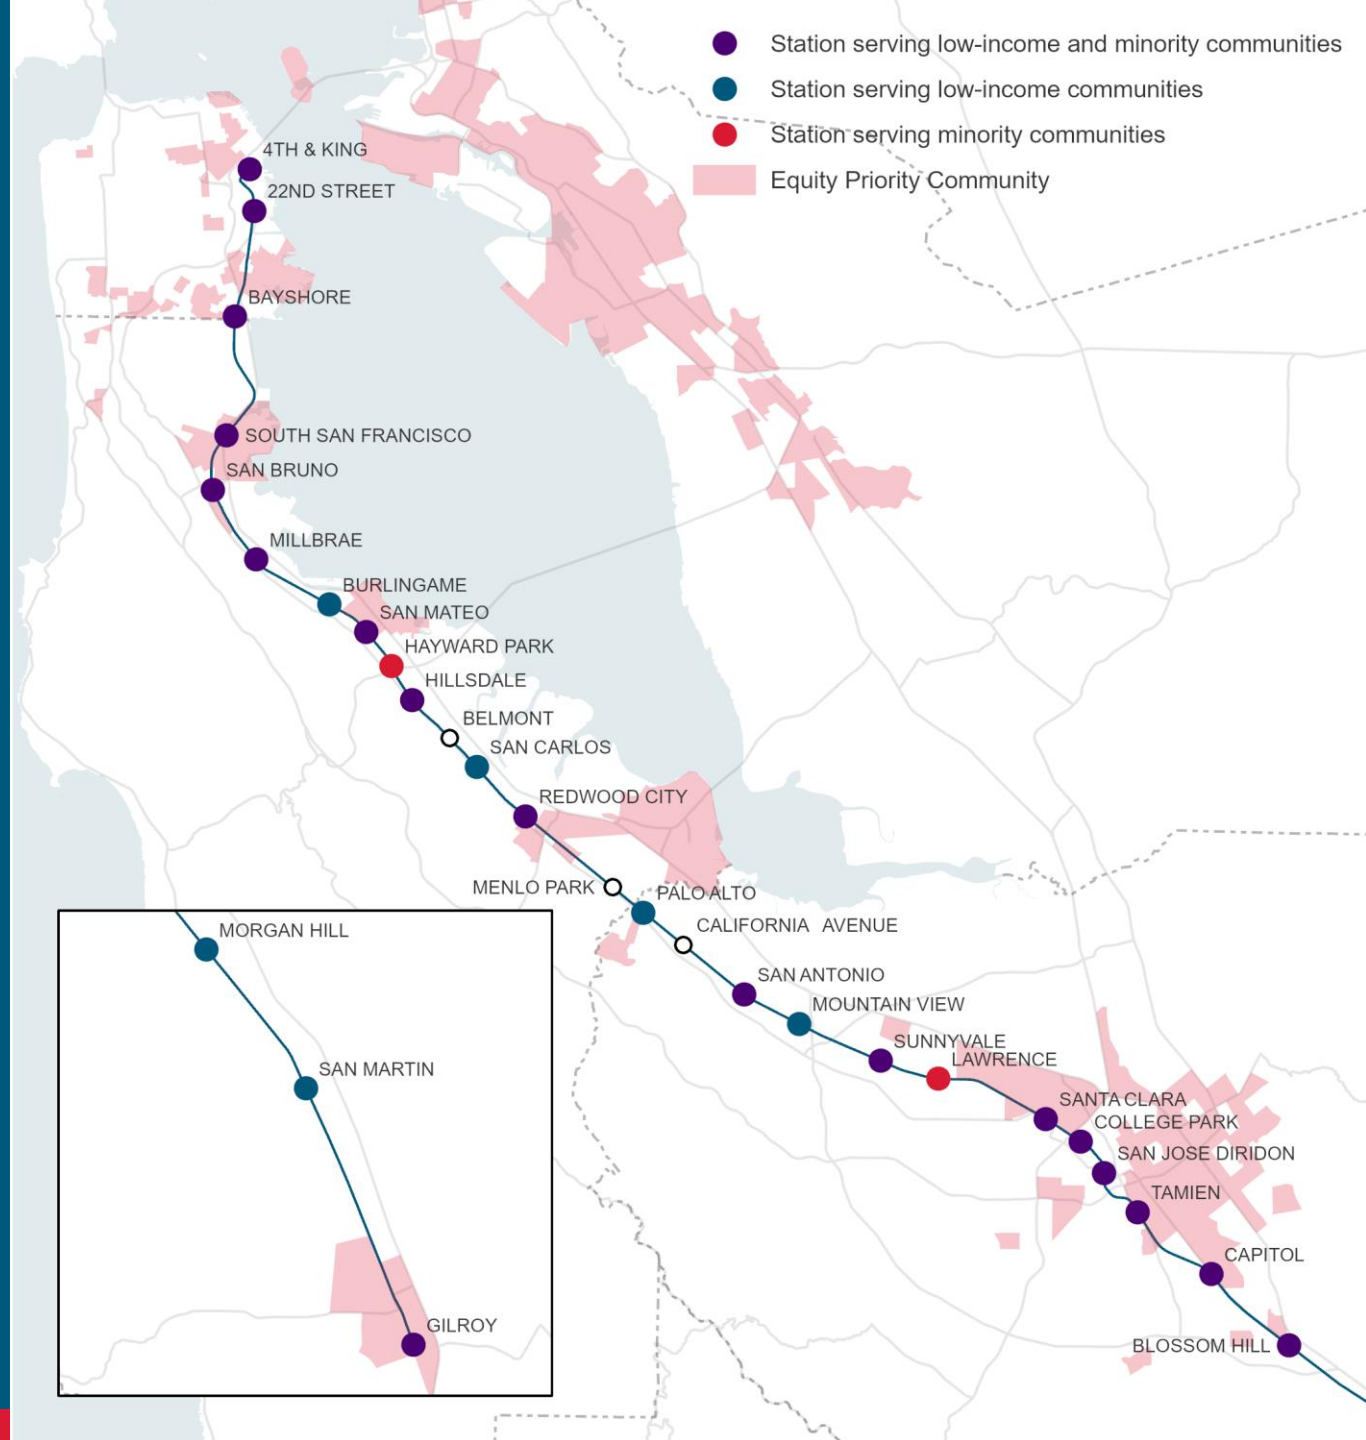 Station serving low-income and minority communities
Station serving low-income communities
Station serving minority communities
Equity Priority Community
4TH & KING
22ND STREET
BAYSHORE
SOUTH SAN FRANCISCO
SAN BRUNO
MILLBRAE
BURLINGAME
SAN MATEO
HAYWARD PARK
HILLSDALE
BELMONT
SAN CARLOS
REDWOOD CITY
MENLO PARK
PALO ALTO
CALIFORNIA AVENUE
SAN ANTONIO
MOUNTAIN VIEW
SUNNYVALE
LAWRENCE
SANTA CLARA
COLLEGE PARK
SAN JOSE DIRIDON
TAMIEN
CAPITOL
BLOSSOM HILL
MORGAN HILL
SAN MARTIN
GILROY